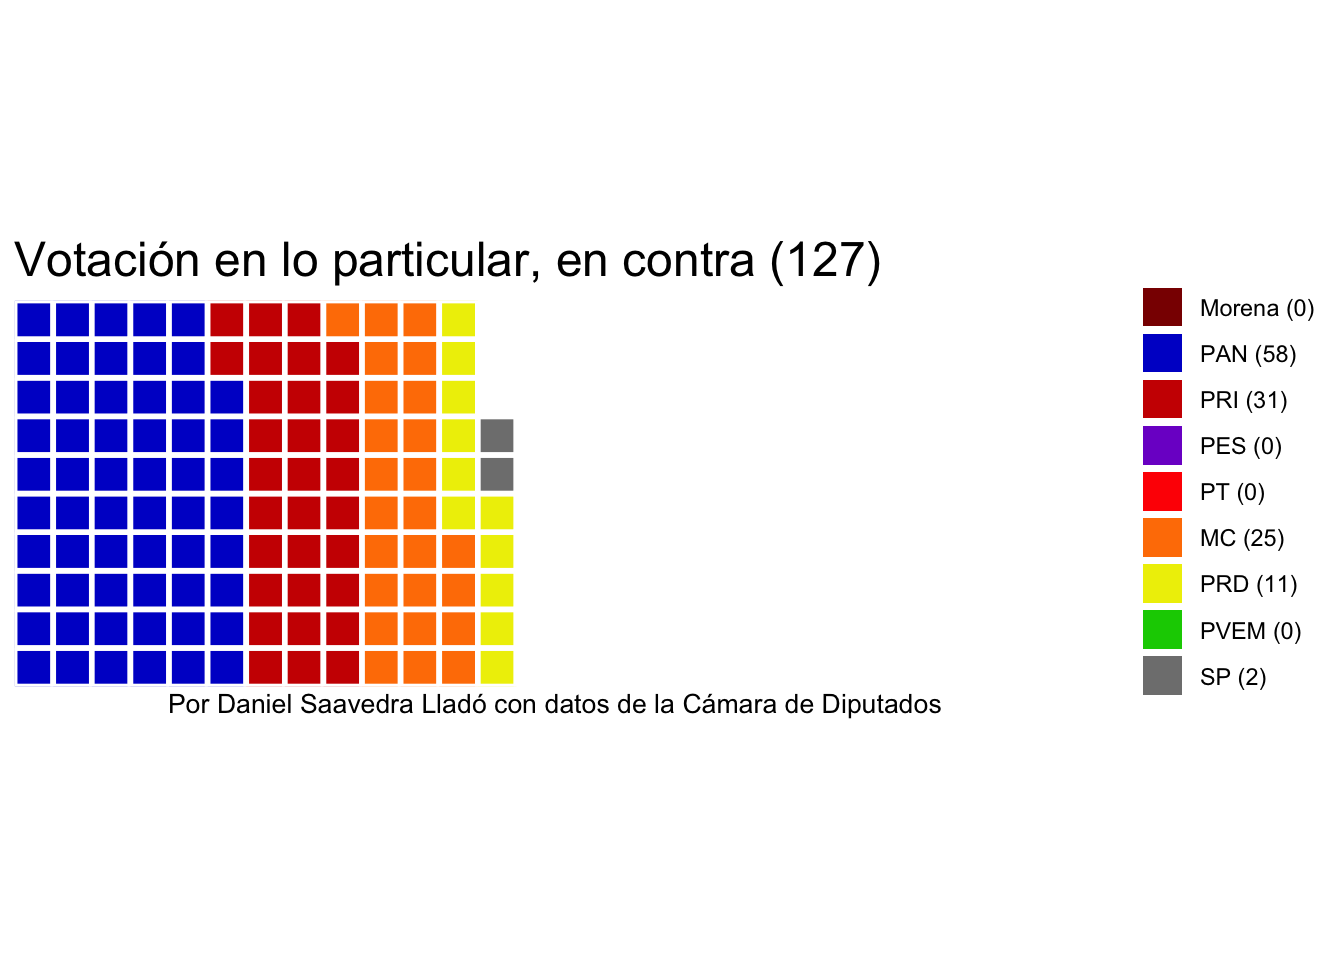 Votación en lo particular, en contra (127)
Morena (0)
PAN (58)
PRI (31)
PES (0)
PT (0)
MC (25)
PRD (11)
PVEM (0)
SP (2)
Por Daniel Saavedra Lladó con datos de la Cámara de Diputados